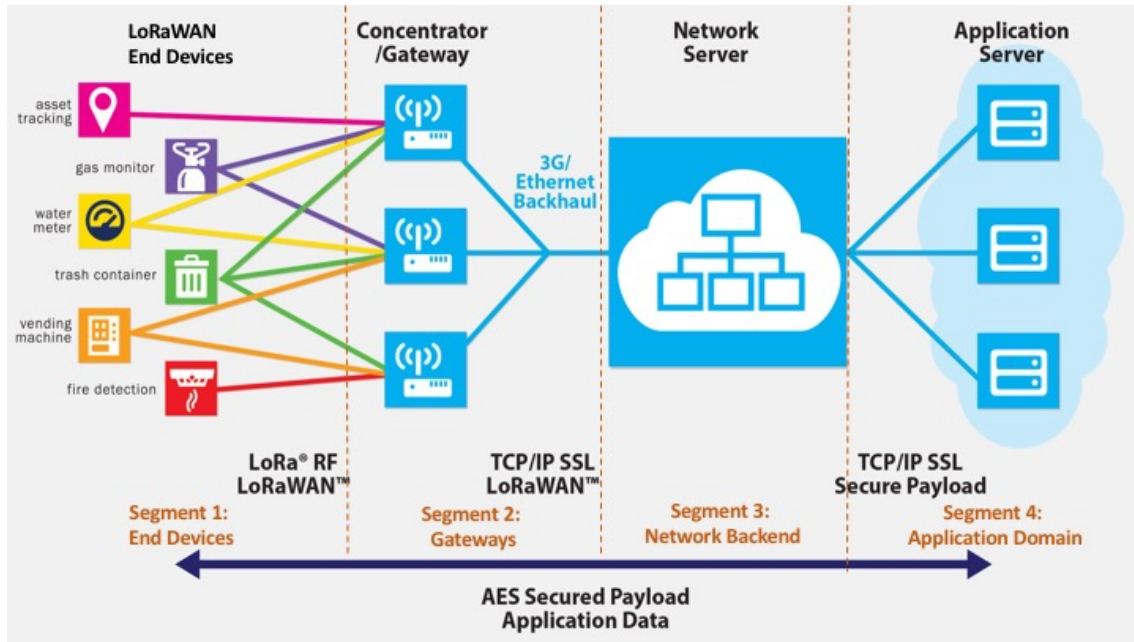 LoRaWAN
End Devices
Concentrator
/Gateway
Network
Server
Application
Server
asset
tracking
gas monitor
water
meter
trash container
vending
machine
fire detection
3G/
Ethernet
Backhaul
LoRa® RF
LoRaWAN™
TCP/IP SSL
LoRaWAN™
TCP/IP SSL
Secure Payload
Segment 1:
End Devices
Segment 2:
Gateways
Segment 3:
Network Backend
Segment 4:
Application Domain
AES Secured Payload
Application Data